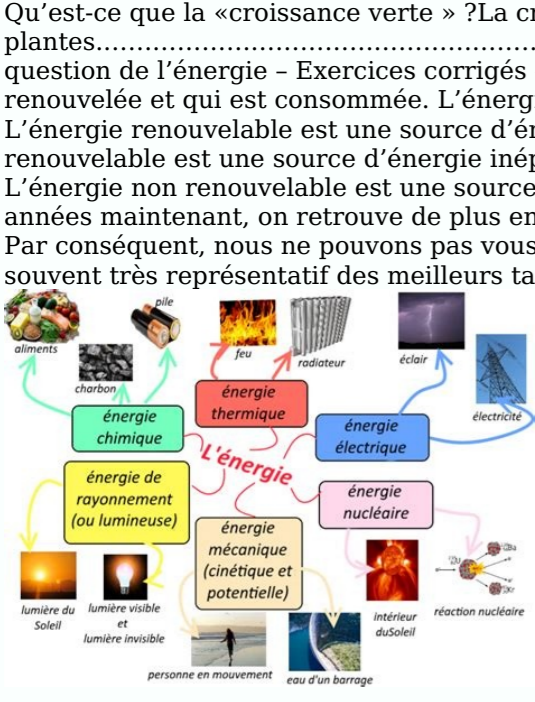 Qu’est-ce que la «croissance verte » ?La
plantes...................................................................
question de l’énergie – Exercices corrigés
renouvelée et qui est consommée.
L’énergie renouvelable est une source
renouvelable est une source d’énergie
L’énergie non renouvelable est une source
années maintenant, on retrouve de plus en
Par conséquent, nous ne pouvons pas vous
souvent très représentatif des meilleurs
pile
aliments
charbon
feu
radiateur
éclair
électricité
énergie
chimique
énergie
thermique
énergie
électrique
L'énergie
énergie de
rayonnement
(ou lumineuse)
énergie
mécanique
(cinétique et
potentielle)
énergie
nucléaire
lumière du
Soleil
lumière visible
et
lumière invisible
personne en mouvement
eau d'un barrage
intérieur
duSoleil
réaction nucléaire